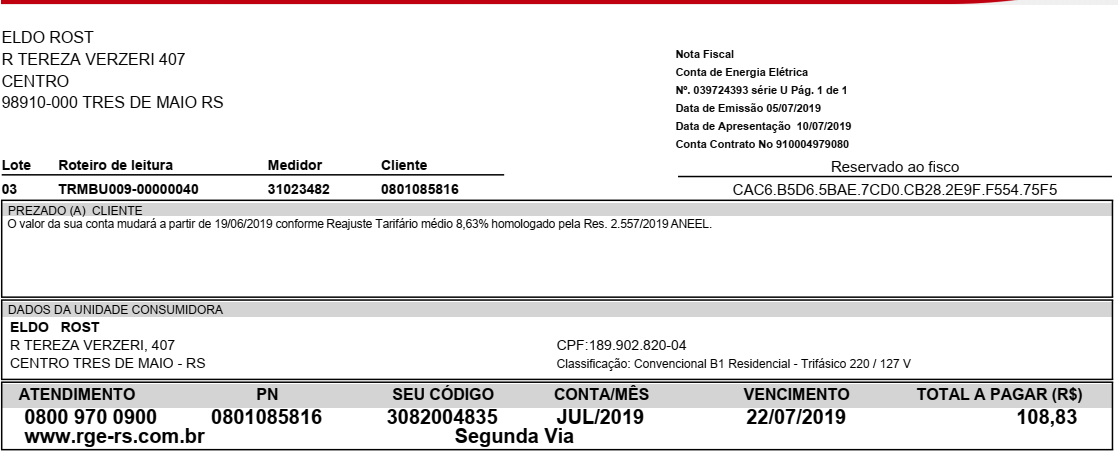 ELDO ROST
R TEREZA VERZERI 407
CENTRO
98910-000 TRES DE MAIO RS
Nota Fiscal
Conta de Energia Elétrica
Nº. 039724393 série U Pág. 1 de 1
Data de Emissão 05/07/2019
Data de Apresentação 10/07/2019
Conta Contrato No 910004979080
Lote Roteiro de leitura Medidor Cliente
03 TRMBU009-00000040 31023482 0801085816
Reservado ao fisco
CAC6.B5D6.5BAE.7CD0.CB28.2E9F.F554.75F5
PREZADO (A) CLIENTE
O valor da sua conta mudará a partir de 19/06/2019 conforme Reajuste Tarifário médio 8,63% homologado pela Res. 2.557/2019 ANEEL.
DADOS DA UNIDADE CONSUMIDORA
ELDO ROST
R TEREZA VERZERI, 407
CENTRO TRES DE MAIO - RS
CPF:189.902.820-04
Classificação: Convencional B1 Residencial - Trifásico 220 / 127 V
ATENDIMENTO PN SEU CÓDIGO CONTA/MÊS VENCIMENTO TOTAL A PAGAR (R$)
0800 970 0900 0801085816 3082004835 JUL/2019 22/07/2019 108,83
www.rge-rs.com.br Segunda Via